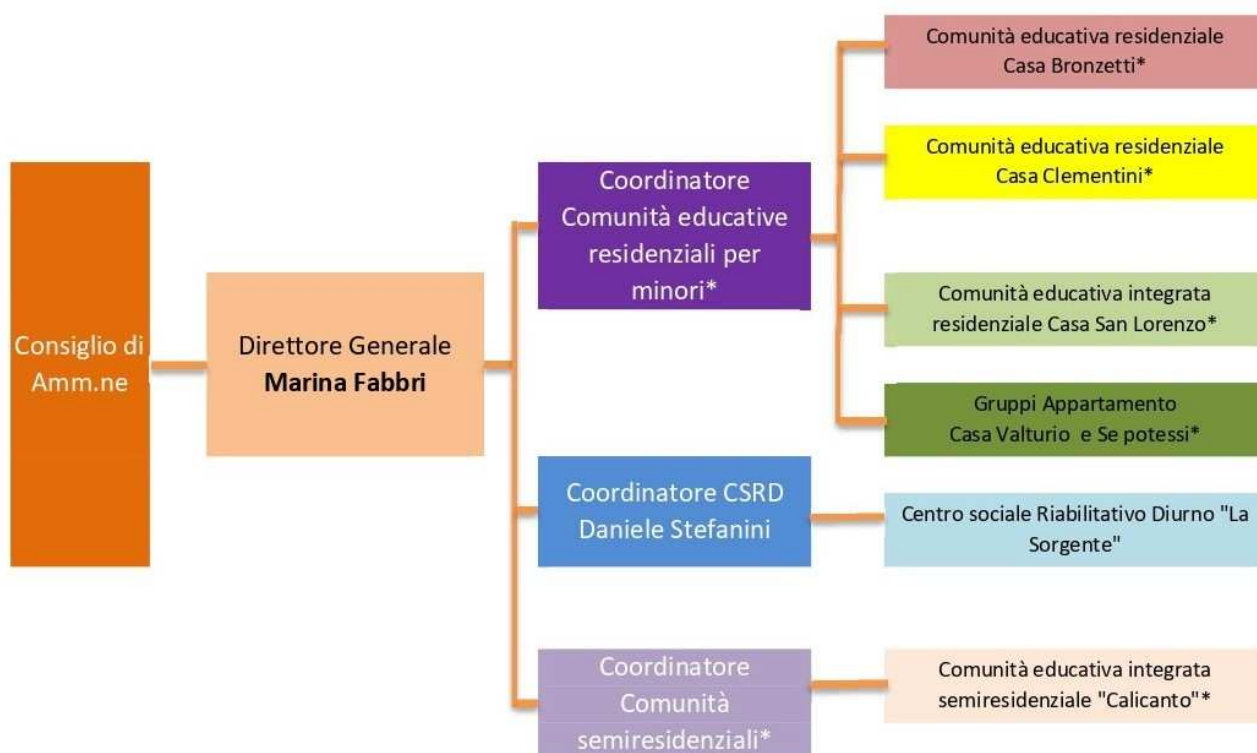 Consiglio di
Amm.ne
Direttore Generale
Marina Fabbri
Coordinatore
Comunità educative
residenziali per
minori*
Comunità educativa residenziale
Casa Bronzetti*
Comunità educativa residenziale
Casa Clementini*
Comunità educativa integrata
residenziale Casa San Lorenzo*
Gruppi Appartamento
Casa Valturio e Se potessi*
Coordinatore CSRD
Daniele Stefanini
Centro sociale Riabilitativo Diurno "La
Sorgente"
Coordinatore
Comunità
semiresidenziali*
Comunità educativa integrata
semiresidenziale "Calicanto"*